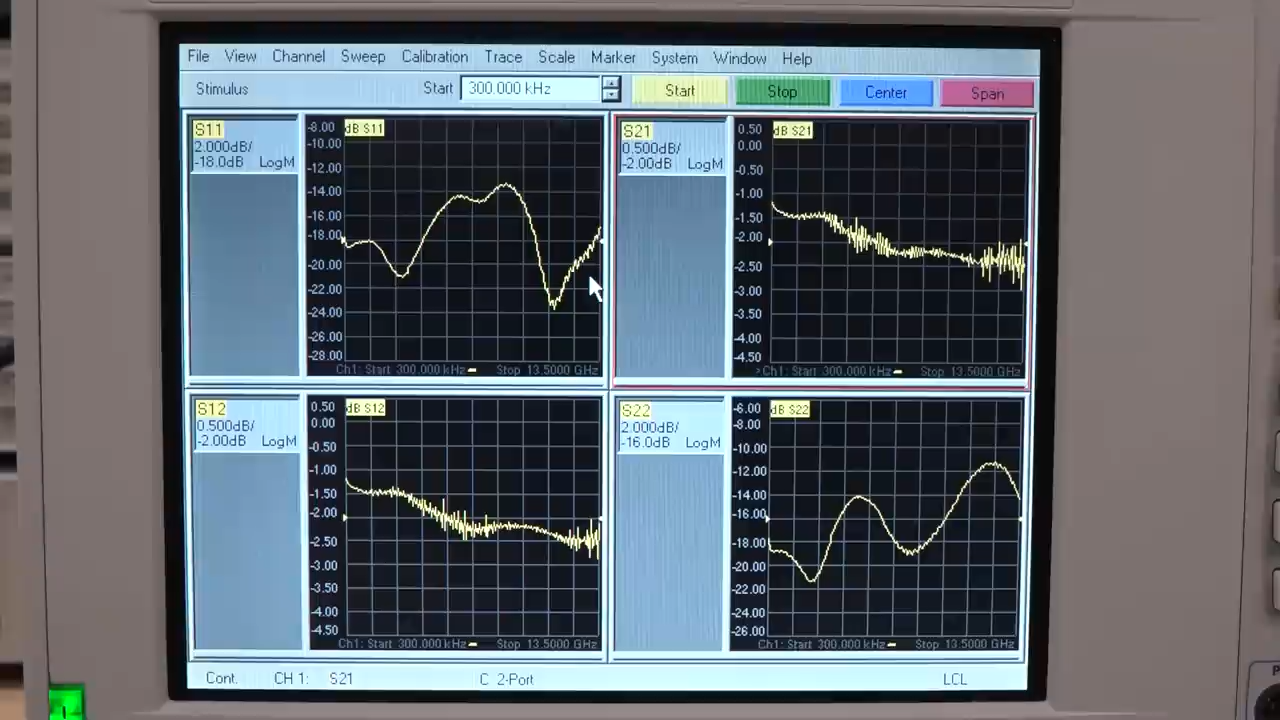 File View Channel Sweep Calibration Trace Scale Marker System Window Help
Stimulus Start 300.000 kHz Start Stop Center Span
S11
2.000dB/
-18.0dB LogM
dB S11
-8.00
-10.00
-12.00
-14.00
-16.00
-18.00
-20.00
-22.00
-24.00
-26.00
-28.00
Ch1: Start 300.000 kHz Stop 13.5000 GHz
S21
0.500dB/
-2.00dB LogM
dB S21
0.50
0.00
-0.50
-1.00
-1.50
-2.00
-2.50
-3.00
-3.50
-4.00
-4.50
>Ch1: Start 300.000 kHz Stop 13.5000 GHz
S12
0.500dB/
-2.00dB LogM
dB S12
0.50
0.00
-0.50
-1.00
-1.50
-2.00
-2.50
-3.00
-3.50
-4.00
-4.50
Ch1: Start 300.000 kHz Stop 13.5000 GHz
S22
2.000dB/
-16.0dB LogM
dB S22
-6.00
-8.00
-10.00
-12.00
-14.00
-16.00
-18.00
-20.00
-22.00
-24.00
-26.00
Ch1: Start 300.000 kHz Stop 13.5000 GHz
Cont. CH 1: S21 C 2-Port LCL